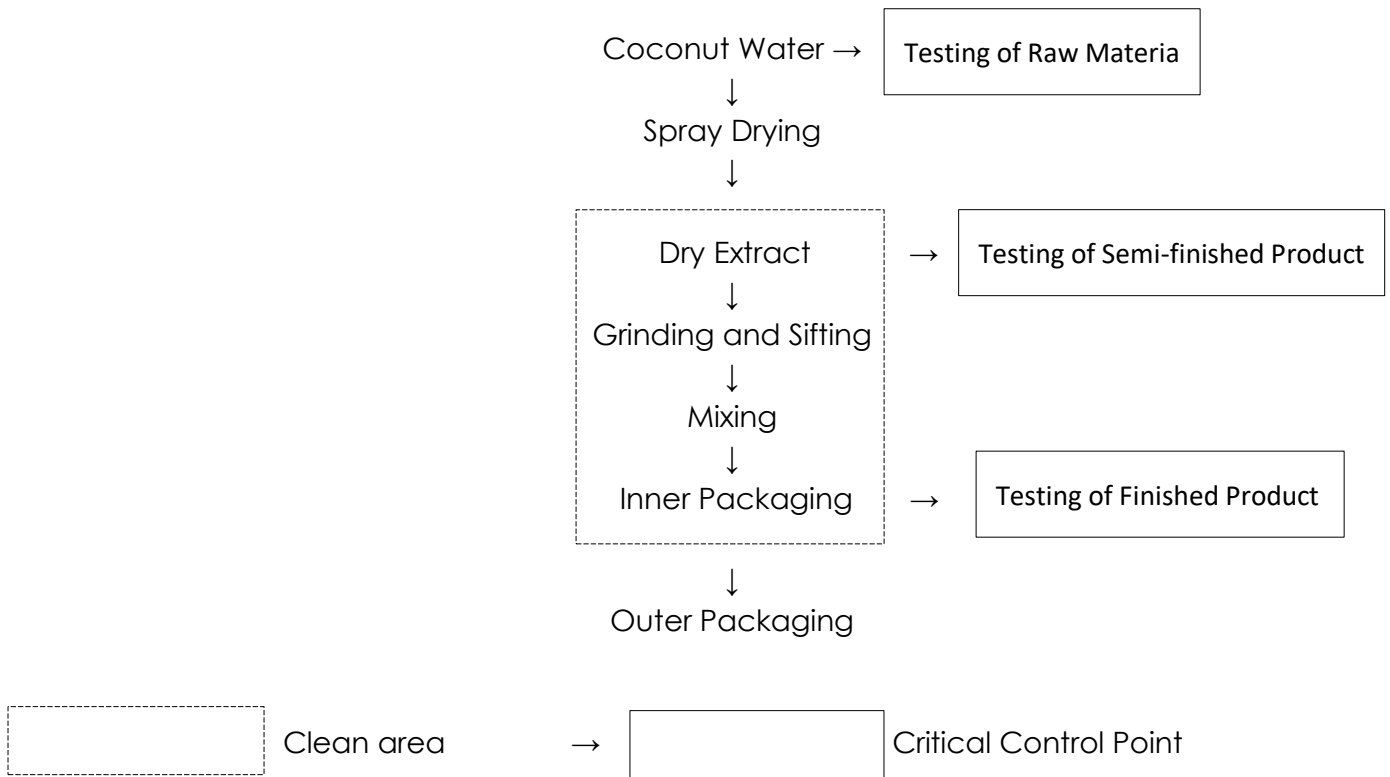 Coconut Water → Testing of Raw Materia
↓
Spray Drying
↓
Dry Extract → Testing of Semi-finished Product
↓
Grinding and Sifting
↓
Mixing
↓
Inner Packaging → Testing of Finished Product
↓
Outer Packaging
Clean area → Critical Control Point